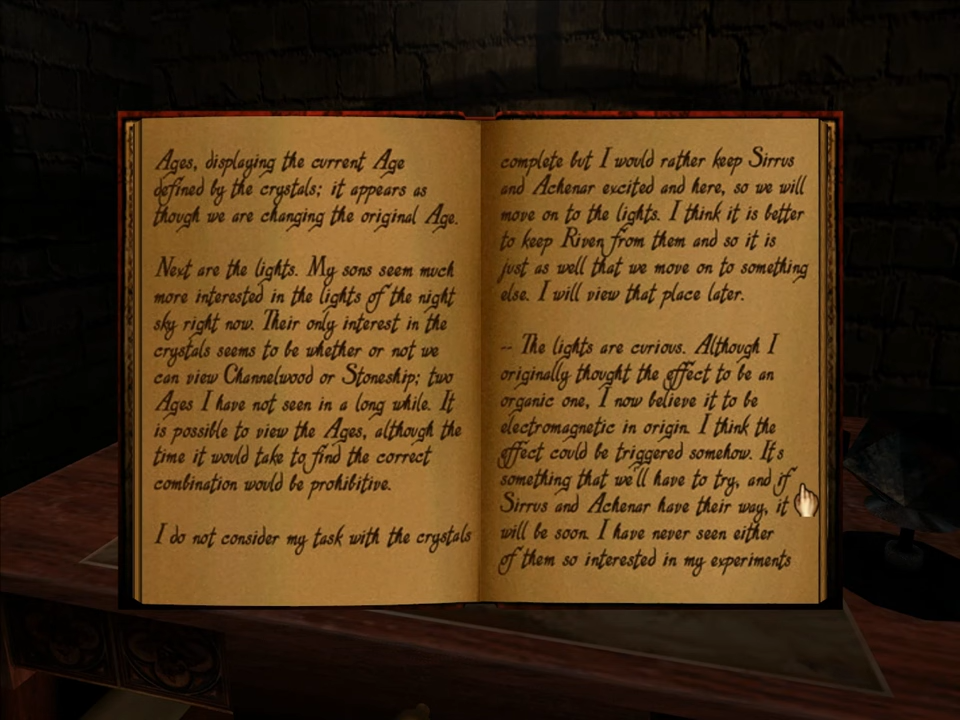 Ages, displaying the current Age
defined by the crystals; it appears as
though we are changing the original Age.
Next are the lights. My sons seem much
more interested in the lights of the night
sky right now. Their only interest in the
crystals seems to be whether or not we
can view Channelwood or Stoneship; two
Ages I have not seen in a long while. It
is possible to view the Ages, although the
time it would take to find the correct
combination would be prohibitive.
I do not consider my task with the crystals
complete but I would rather keep Sirrus
and Achenar excited and here, so we will
move on to the lights. I think it is better
to keep Riven from them and so it is
just as well that we move on to something
else. I will view that place later.
-- The lights are curious. Although I
originally thought the effect to be an
organic one, I now believe it to be
electromagnetic in origin. I think the
effect could be triggered somehow. It's
something that we'll have to try, and if
Sirrus and Achenar have their way, it
will be soon. I have never seen either
of them so interested in my experiments